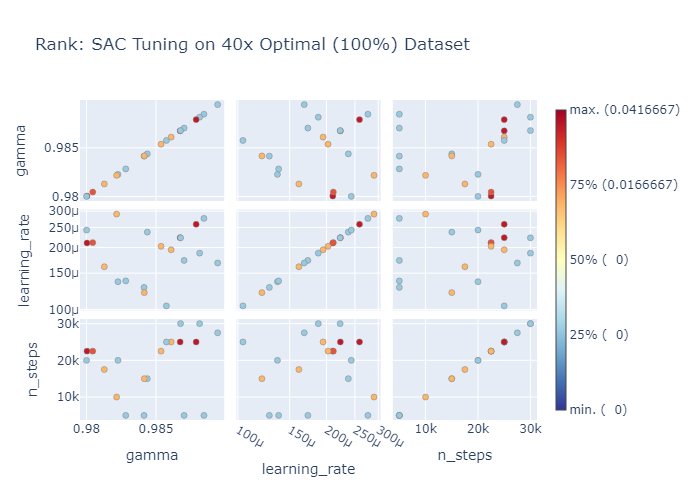 Rank: SAC Tuning on 40x Optimal (100%) Dataset
gamma
0.985
0.98
learning_rate
300μ
250μ
200μ
150μ
100μ
n_steps
30k
20k
10k
0.98
0.985
gamma
100μ
150μ
200μ
250μ
300μ
learning_rate
10k
20k
30k
n_steps
max. (0.0416667)
75% (0.0166667)
50% (  0)
25% (  0)
min. (  0)